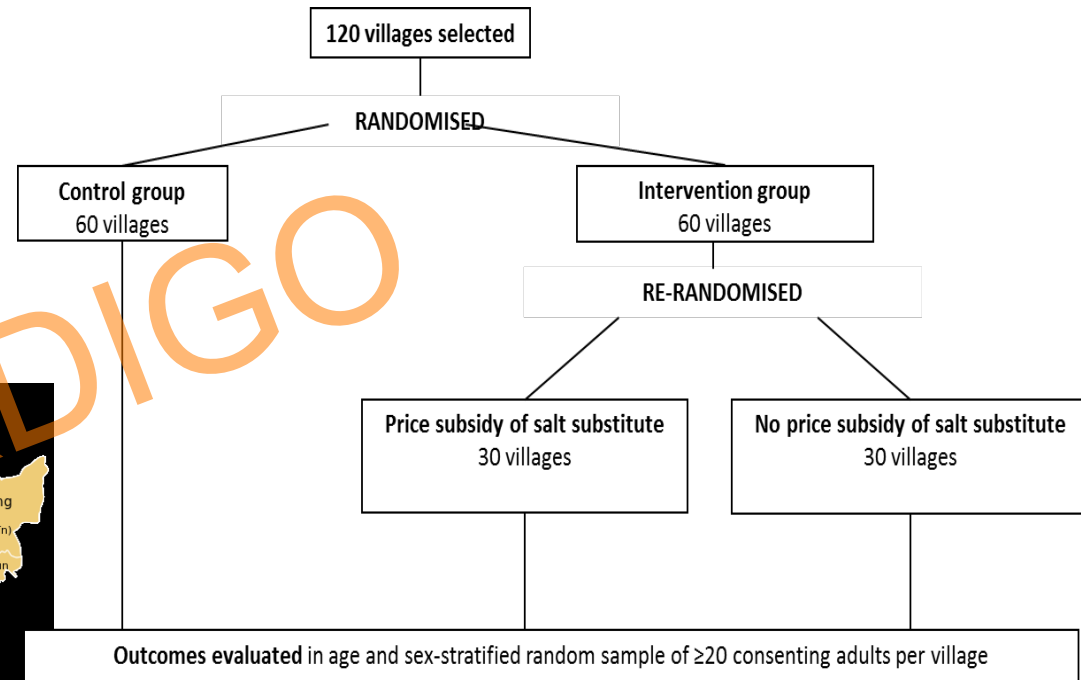 120 villages selected
RANDOMISED
Control group
60 villages
Intervention group
60 villages
RE-RANDOMISED
Price subsidy of salt substitute
30 villages
No price subsidy of salt substitute
30 villages
DIGO
Outcomes evaluated in age and sex-stratified random sample of ≥20 consenting adults per village